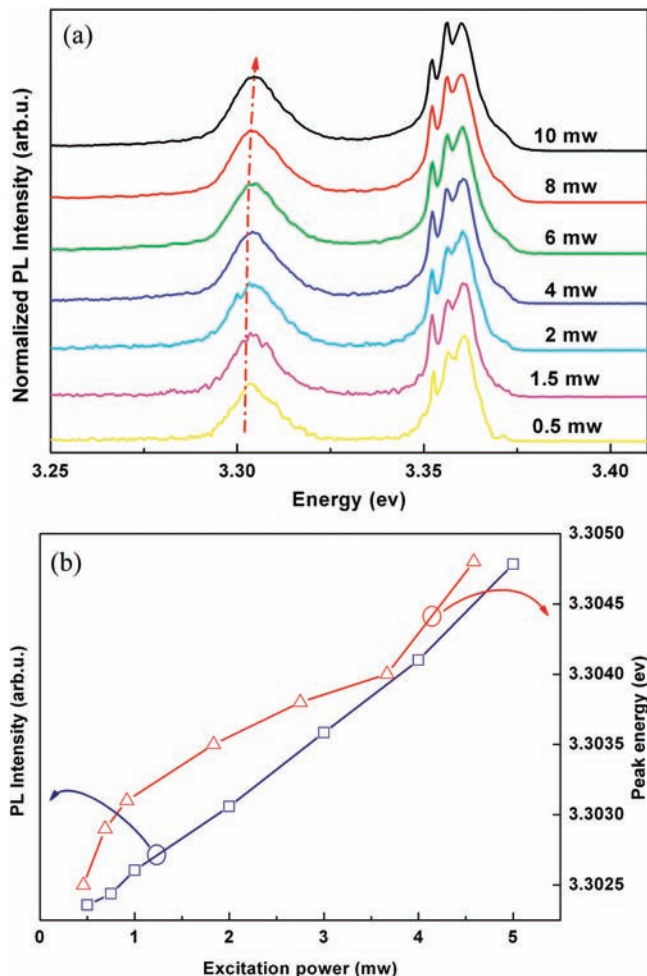 (a)
Normalized PL Intensity (arb.u.)
10 mw
8 mw
6 mw
4 mw
2 mw
1.5 mw
0.5 mw
3.25 3.30 3.35 3.40
Energy (ev)
(b)
PL Intensity (arb.u.)
3.3050
3.3045
3.3040
3.3035
3.3030
3.3025
Peak energy (ev)
0 1 2 3 4 5
Excitation power (mw)